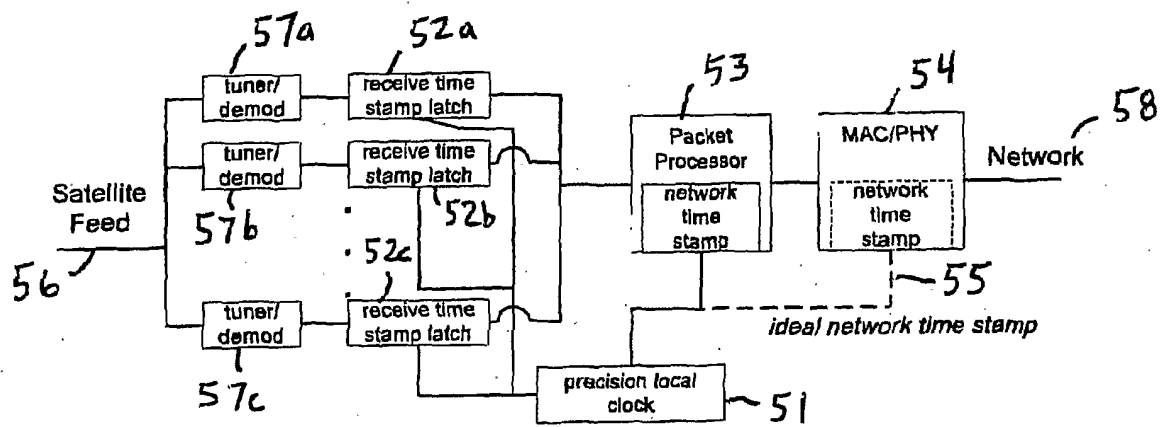 57a
52a
tuner/
demod
receive time
stamp latch
53
54
Packet
Processor
MAC/PHY
58
Network
tuner/
demod
receive time
stamp latch
network
time
stamp
network
time
stamp
Satellite
Feed
57b
52b
56
52c
55
tuner/
demod
receive time
stamp latch
ideal network time stamp
57c
precision local
clock
51